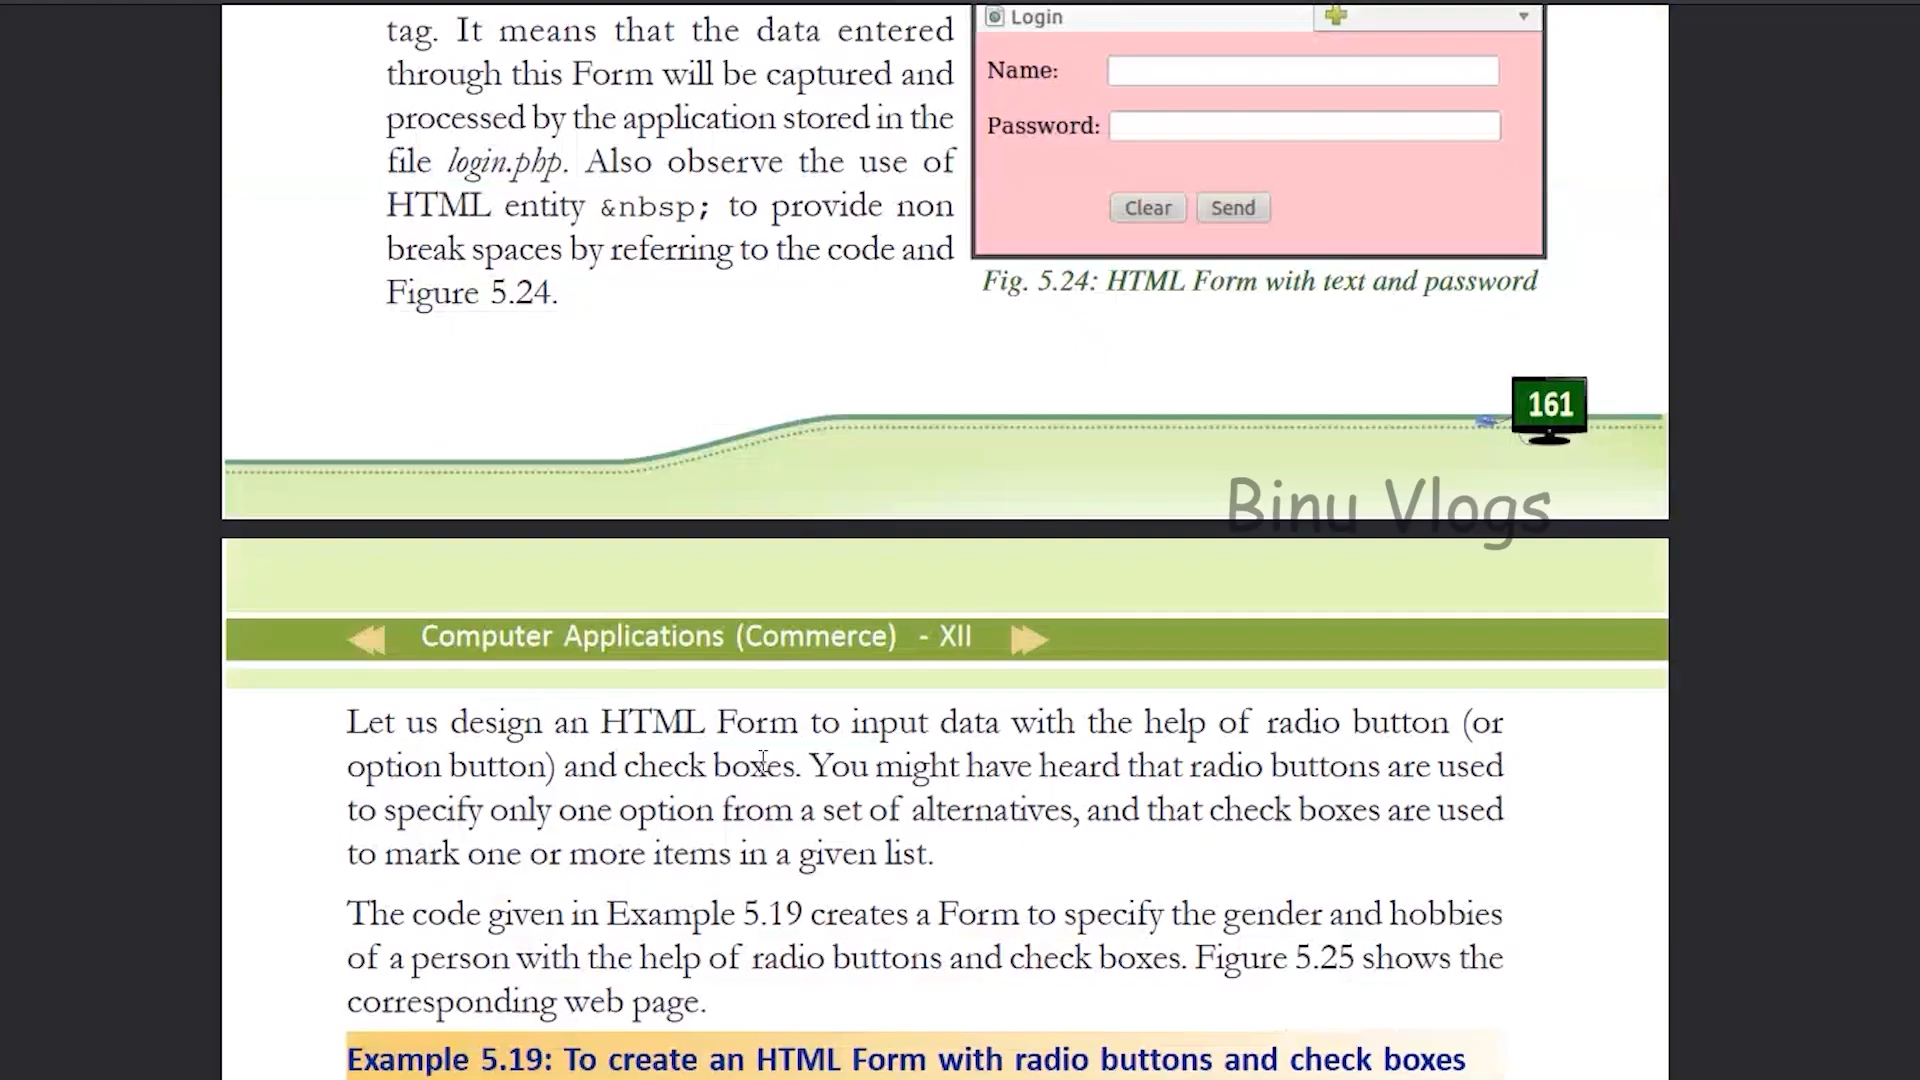 tag. It means that the data entered
through this Form will be captured and
processed by the application stored in the
file login.php. Also observe the use of
HTML entity &nbsp; to provide non
break spaces by referring to the code and
Figure 5.24.
Login
Name:
Password:
Clear Send
Fig. 5.24: HTML Form with text and password
161
Binu Vlogs
Computer Applications (Commerce) - XII
Let us design an HTML Form to input data with the help of radio button (or
option button) and check boxes. You might have heard that radio buttons are used
to specify only one option from a set of alternatives, and that check boxes are used
to mark one or more items in a given list.
The code given in Example 5.19 creates a Form to specify the gender and hobbies
of a person with the help of radio buttons and check boxes. Figure 5.25 shows the
corresponding web page.
Example 5.19: To create an HTML Form with radio buttons and check boxes